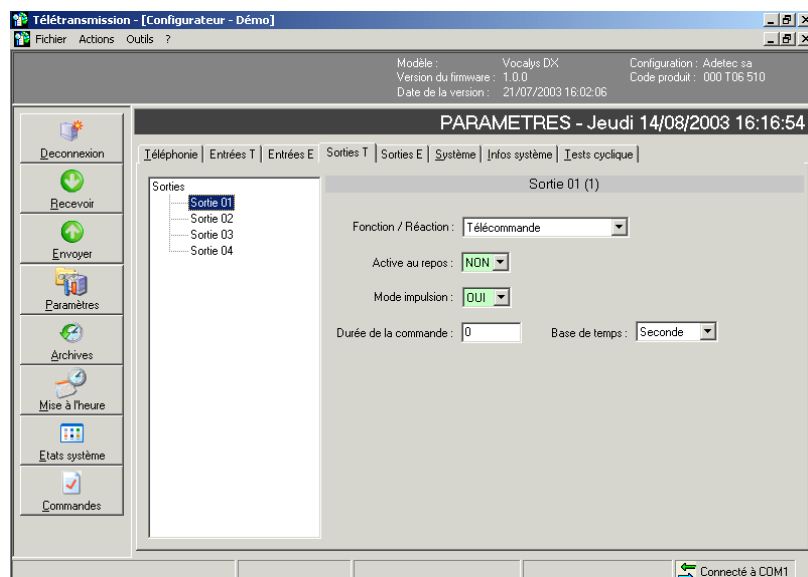 Télétransmission - [Configurateur - Démo]
Fichier Actions Outils ?
Modèle : Vocalys DX Configuration : Adetec sa
Version du firmware : 1.0.0 Code produit : 000 T06 510
Date de la version : 21/07/2003 16:02:06
PARAMETRES - Jeudi 14/08/2003 16:16:54
Deconnexion
Recevoir
Envoyer
Paramètres
Archives
Mise à l'heure
Etats système
Commandes
Téléphonie Entrées T Entrées E Sorties T Sorties E Système Infos système Tests cyclique
Sorties
Sortie 01
Sortie 02
Sortie 03
Sortie 04
Sortie 01 (1)
Fonction / Réaction : Télécommande
Active au repos : NON
Mode impulsion : OUI
Durée de la commande : 0 Base de temps : Seconde
Connecté à COM1